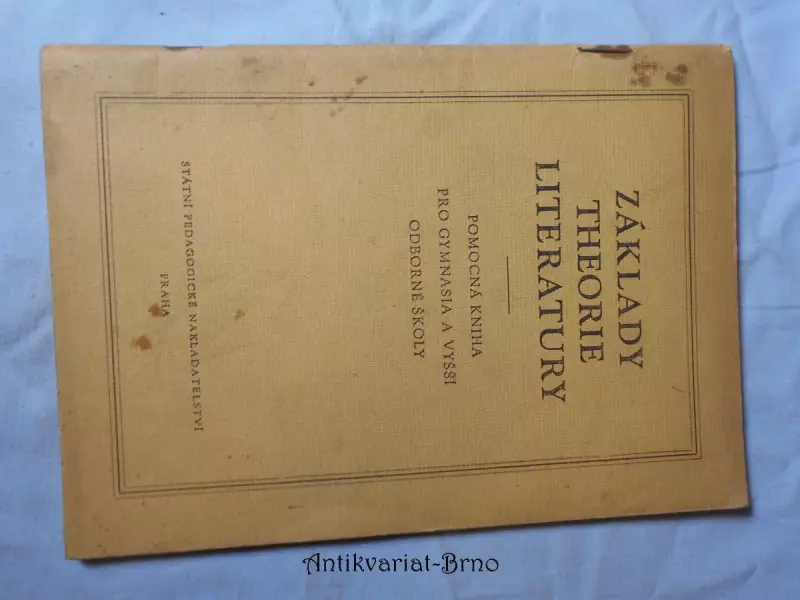 ZÁKLADY
THEORIE
LITERATURY
POMOCNÁ KNIHA
PRO GYMNASIA A VYŠŠÍ
ODBORNÉ ŠKOLY
STÁTNÍ PEDAGOGICKÉ NAKLADATELSTVÍ
PRAHA
Antikvariat-Brno